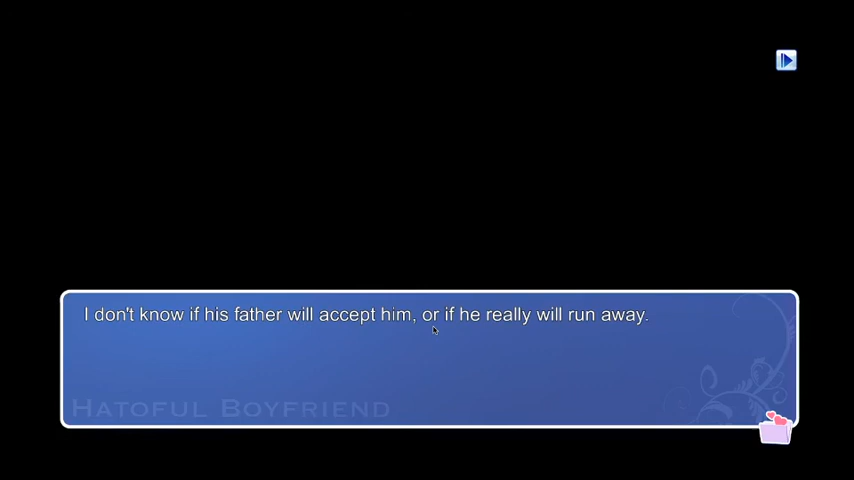 I don't know if his father will accept him, or if he really will run away.
HATOFUL BOYFRIEND